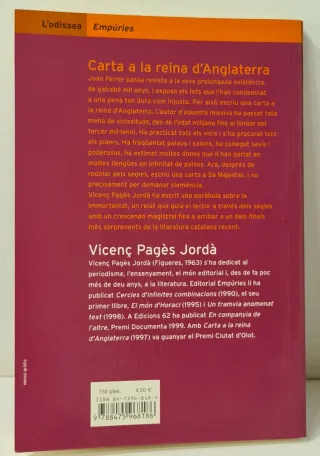 L'odissea Empúries
Carta a la reina d'Anglaterra
Joan Ferrer passa revista a la seva prolongada existència,
de gairebé mil anys, i exposa els fets que l'han condemnat
a una pena tan dura com injusta. Per això escriu una carta a
la reina d'Anglaterra. L'autor d'aquesta missiva ha passat tota
mena de vicissituds, des de l'edat mitjana fins al llindar del
tercer mil·lenni. Ha practicat tots els vicis i s'ha procurat tots
els plaers. Ha freqüentat palaus i salons, ha conegut savis i
poderosos, ha estimat moltes dones que li han parlat en
moltes llengües en infinitat de països. Ara, després de
rodolar pels segles, escriu una carta a Sa Majestat, i no
precisament per demanar clemència.
Vicenç Pagès Jordà ha escrit una paràbola sobre la
immortalitat, un relat que guia el lector a través dels segles
amb un crescendo magistral fins a arribar a un dels finals
més sorprenents de la literatura catalana recent.
Vicenç Pagès Jordà
Vicenç Pagès Jordà (Figueres, 1963) s'ha dedicat al
periodisme, l'ensenyament, el món editorial i, des de fa poc
més de deu anys, a la literatura. Editorial Empúries li ha
publicat Cercles d'infinites combinacions (1990), el seu
primer llibre, El món d'Horaci (1995) i Un tramvia anomenat
text (1998). A Edicions 62 ha publicat En companyia de
l'altre, Premi Documenta 1999. Amb Carta a la reina
d'Anglaterra (1997) va guanyar el Premi Ciutat d'Olot.
750 ptes. 4,50 €
ISBN 84-7596-618-4
9 788475 966186